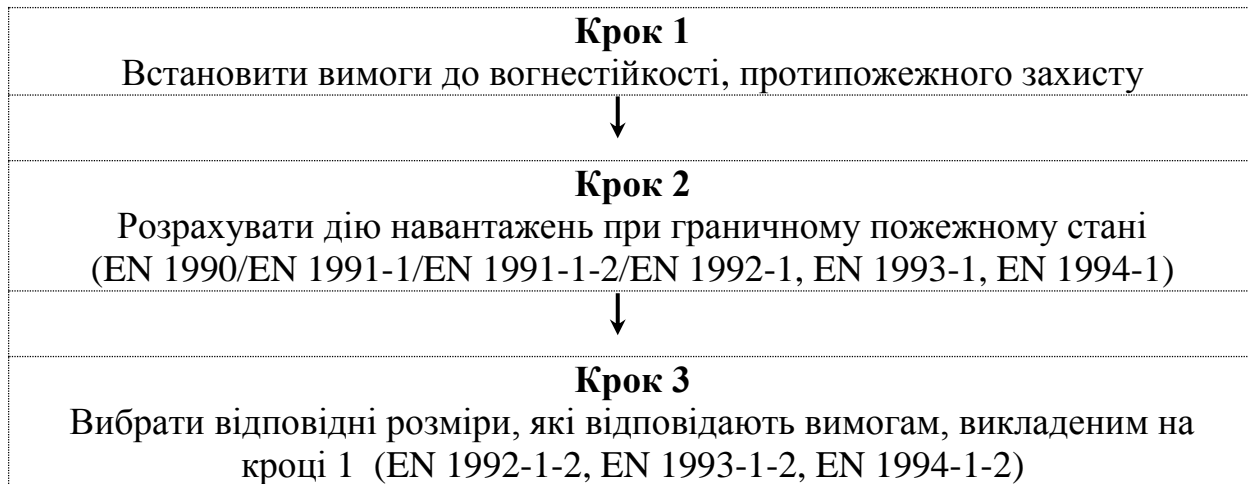 Крок 1
Встановити вимоги до вогнестійкості, протипожежного захисту
Крок 2
Розрахувати дію навантажень при граничному пожежному стані
(EN 1990/EN 1991-1/EN 1991-1-2/EN 1992-1, EN 1993-1, EN 1994-1)
Крок 3
Вибрати відповідні розміри, які відповідають вимогам, викладеним на
кроці 1 (EN 1992-1-2, EN 1993-1-2, EN 1994-1-2)